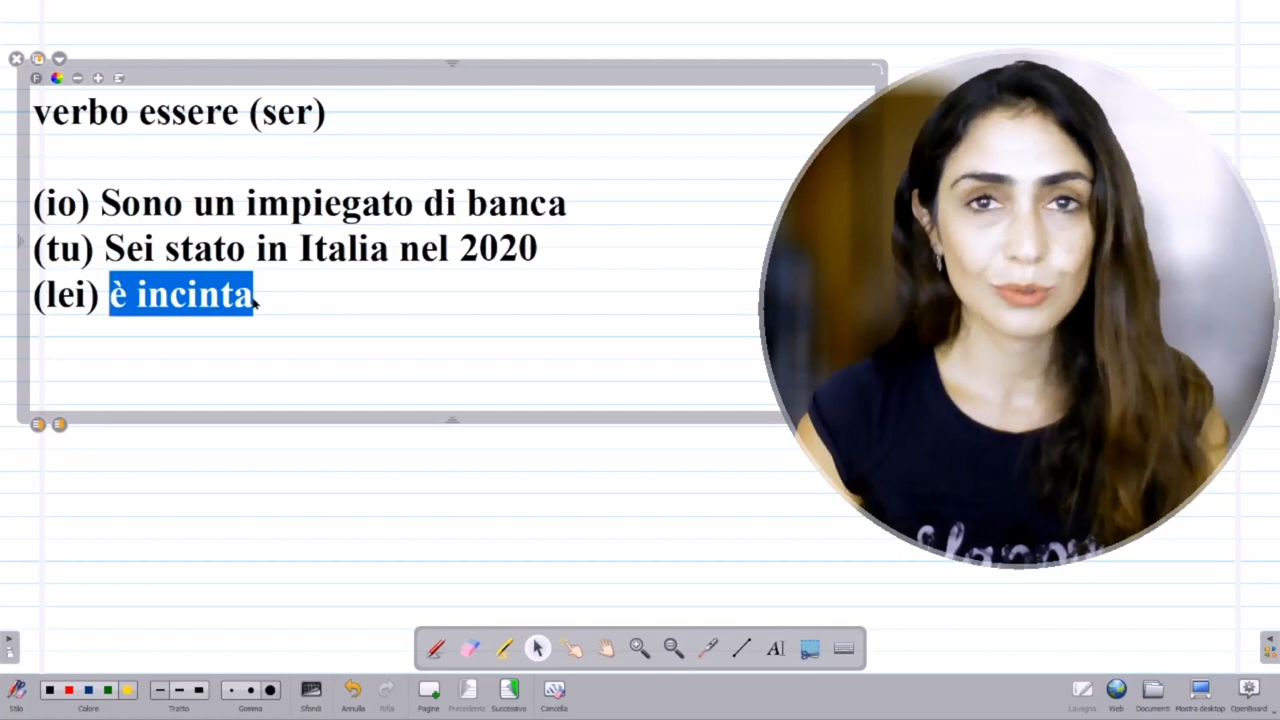 verbo essere (ser)
(io) Sono un impiegato di banca
(tu) Sei stato in Italia nel 2020
(lei) è incinta
Stilo
Colore
Tratto
Gomma
Sfondi
Annulla
Rifai
Pagine
Precedente
Successivo
Cancella
Lavagna
Web
Documenti
Mostra desktop
OpenBoard